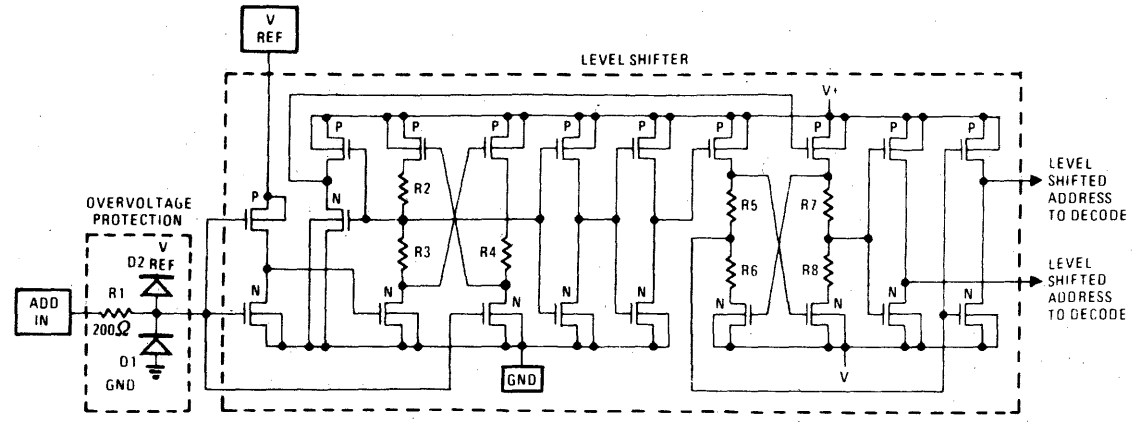 V
REF
LEVEL SHIFTER
V+
P
P
P
P
P
P
P
P
P
R2
R5
R7
LEVEL
SHIFTED
ADDRESS
TO DECODE
OVERVOLTAGE
PROTECTION
P
N
R3
R4
R6
R8
V
D2 REF
R1
ADD
IN
200Ω
D1
GND
N
N
N
N
N
N
N
N
N
LEVEL
SHIFTED
ADDRESS
TO DECODE
GND
V